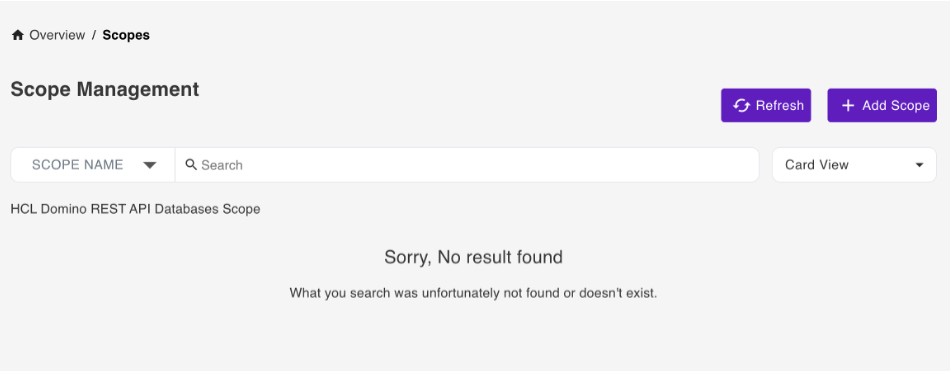 Overview / Scopes
Scope Management
Refresh
Add Scope
SCOPE NAME
Search
Card View
HCL Domino REST API Databases Scope
Sorry, No result found
What you search was unfortunately not found or doesn't exist.